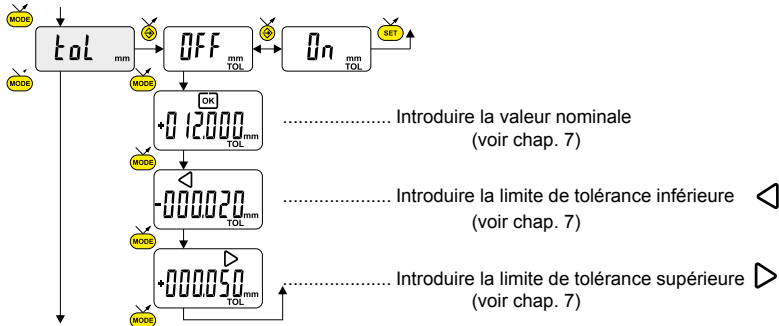 MODE
SET
toL mm
OFF mm TOL
On mm TOL
MODE
MODE
OK
+012.000 mm TOL
..................... Introduire la valeur nominale
(voir chap. 7)
MODE
-000.020 mm TOL
..................... Introduire la limite de tolérance inférieure
(voir chap. 7)
MODE
+000.050 mm TOL
..................... Introduire la limite de tolérance supérieure
(voir chap. 7)
MODE